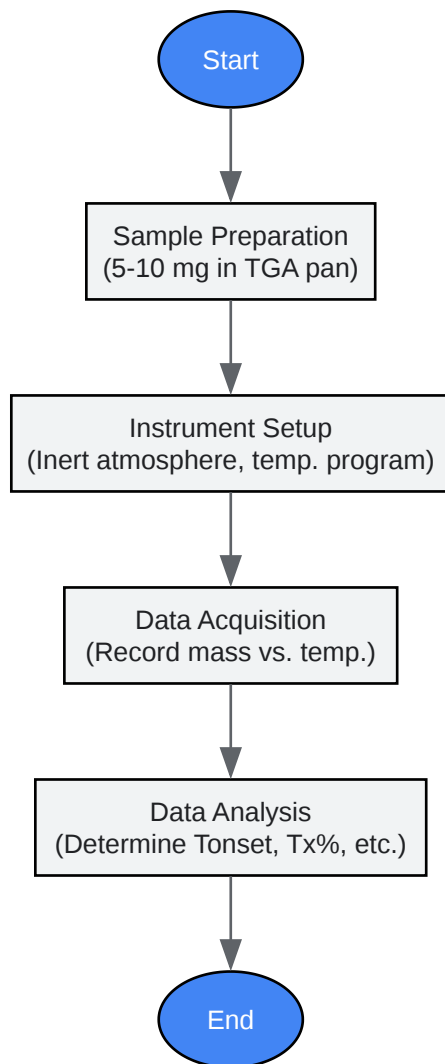 Start
Sample Preparation
(5-10 mg in TGA pan)
Instrument Setup
(Inert atmosphere, temp. program)
Data Acquisition
(Record mass vs. temp.)
Data Analysis
(Determine Tonset, Tx%, etc.)
End